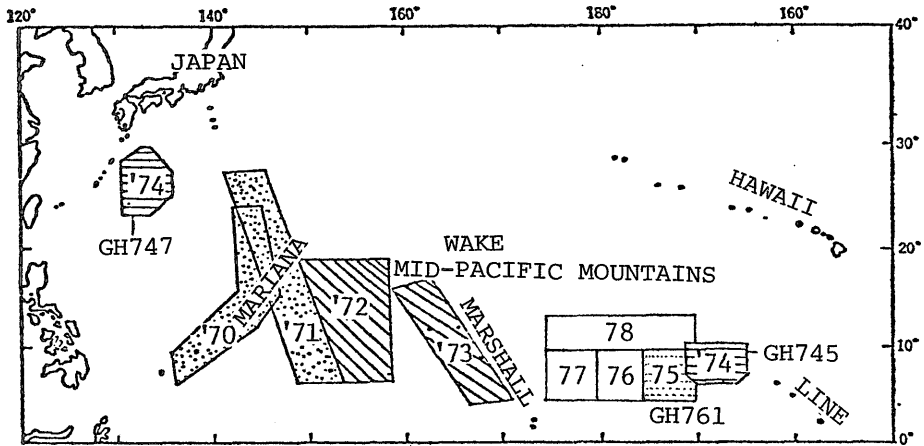 120° 140° 160° 180° 160° 40°
JAPAN
30°
'74
HAWAII
GH747
WAKE
20°
MID-PACIFIC MOUNTAINS
MARIANA
'70
'71
'72
'73
MARSHALL
78
10°
77
76
75
'74
GH745
GH761
LINE
0°